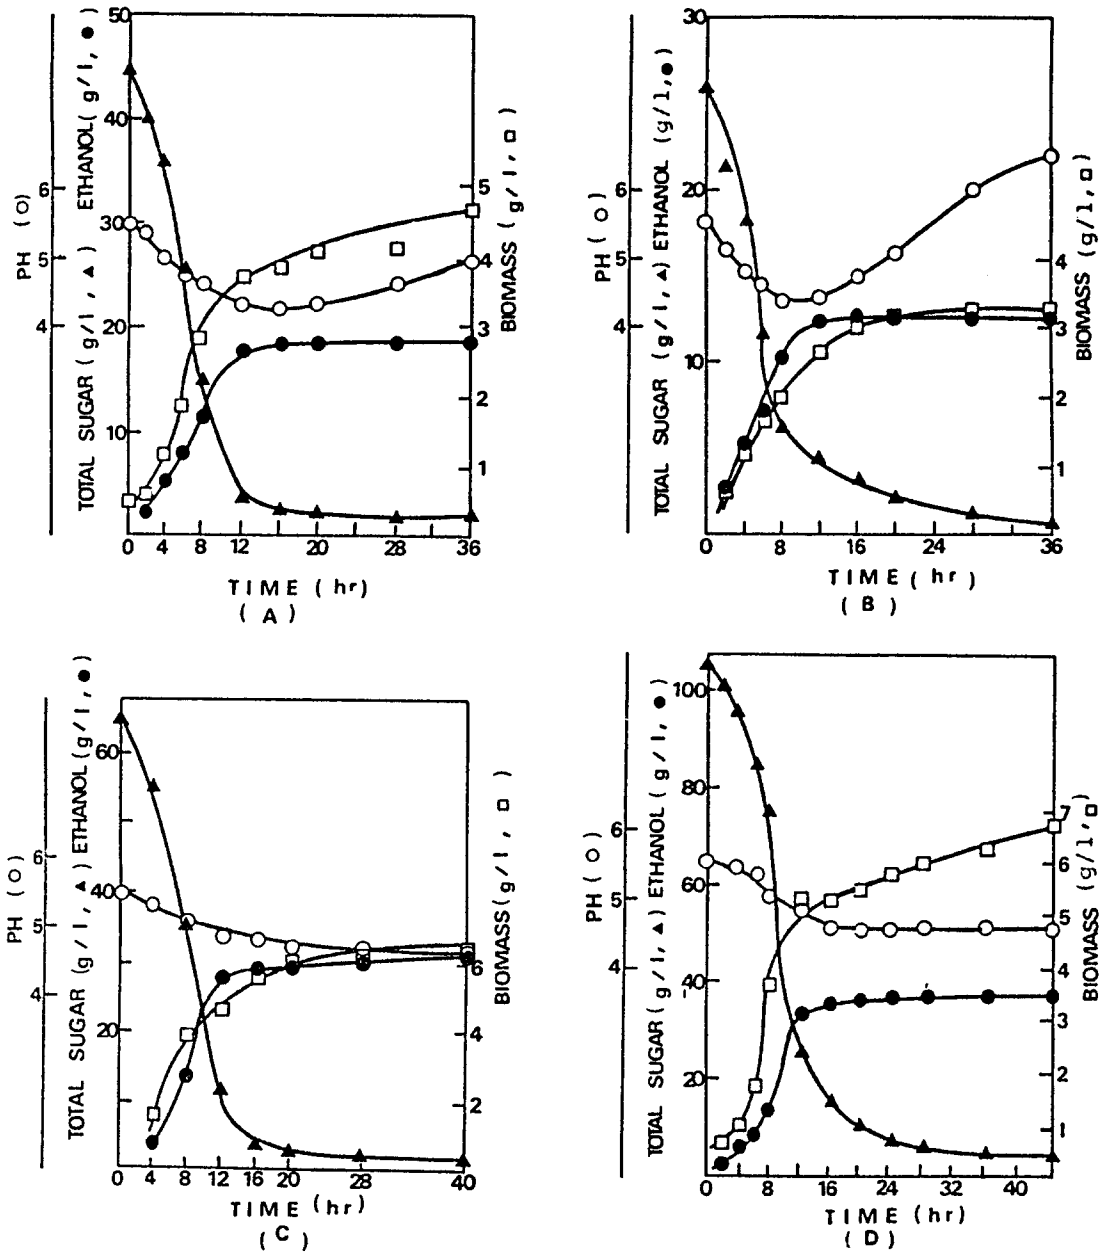 50
40
30
20
10
6
5
4
PH (○)
TOTAL SUGAR (g/l, ▲) ETHANOL (g/l, ●)
5
4
3
2
1
BIOMASS (g/l, □)
0 4 8 12 20 28 36
TIME (hr)
(A)
30
20
10
6
5
4
PH (○)
TOTAL SUGAR (g/l, ▲) ETHANOL (g/l, ●)
4
3
2
1
BIOMASS (g/l, □)
0 8 16 24 36
TIME (hr)
(B)
60
40
20
6
5
4
PH (○)
TOTAL SUGAR (g/l, ▲) ETHANOL (g/l, ●)
6
4
2
BIOMASS (g/l, □)
0 4 8 12 16 20 28 40
TIME (hr)
(C)
100
80
60
40
20
6
5
4
PH (○)
TOTAL SUGAR (g/l, ▲) ETHANOL (g/l, ●)
7
6
5
4
3
2
1
BIOMASS (g/l, □)
0 8 16 24 32 40
TIME (hr)
(D)